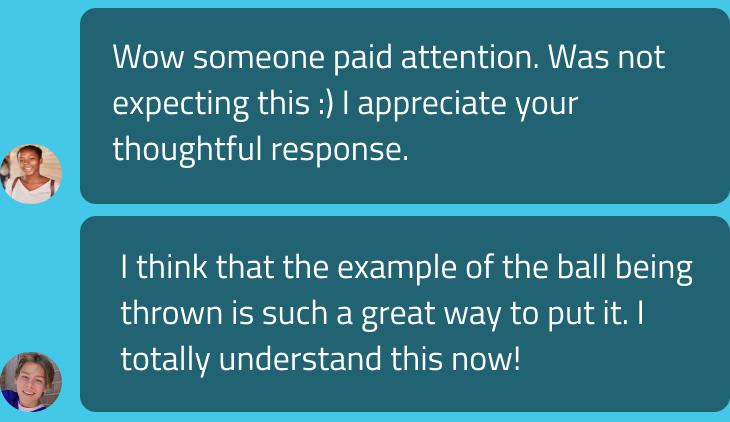 Wow someone paid attention. Was not
expecting this :) I appreciate your
thoughtful response.
I think that the example of the ball being
thrown is such a great way to put it. I
totally understand this now!